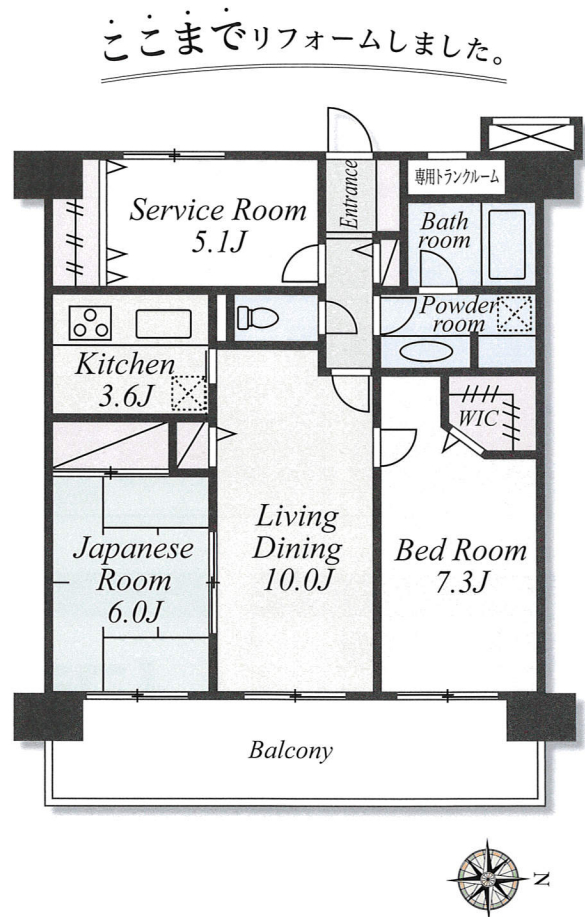 ここまでリフォームしました。
Entrance
専用トランクルーム
Service Room
5.1J
Bath
room
Powder
room
Kitchen
3.6J
WIC
Living
Dining
10.0J
Japanese
Room
6.0J
Bed Room
7.3J
Balcony
N